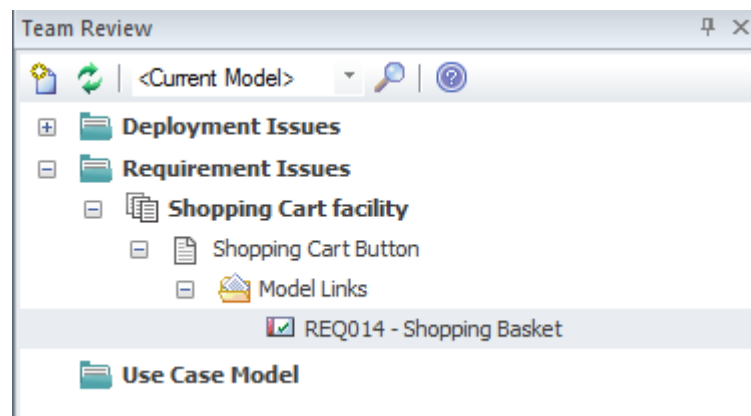 Team Review
<Current Model>
Deployment Issues
Requirement Issues
Shopping Cart facility
Shopping Cart Button
Model Links
REQ014 - Shopping Basket
Use Case Model